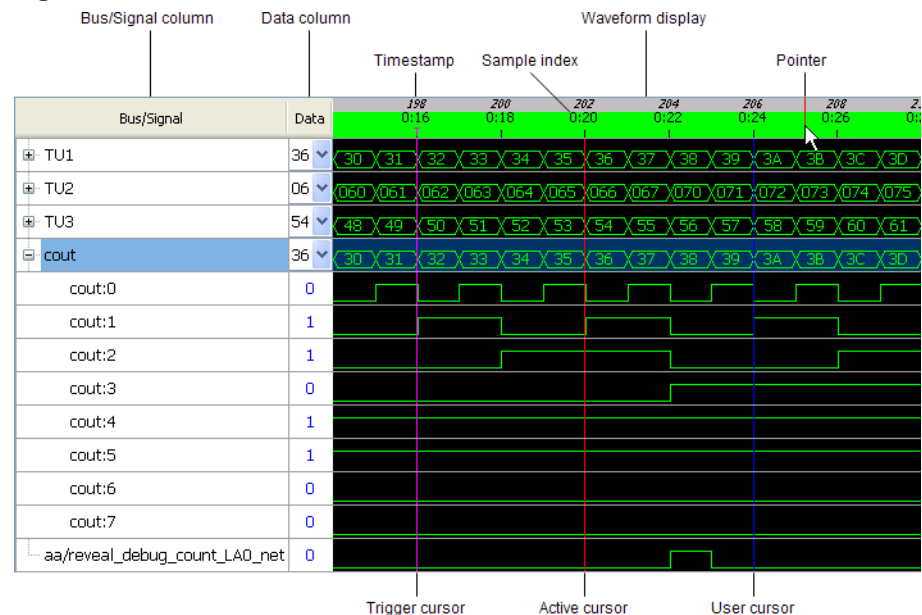 Bus/Signal column Data column Waveform display
Timestamp Sample index Pointer
198 200 202 204 206 208
Bus/Signal Data 0:16 0:18 0:20 0:22 0:24 0:26
T
TU1 36 30 31 32 33 34 35 36 37 38 39 3A 3B 3C 3D
TU2 06 060 061 062 063 064 065 066 067 070 071 072 073 074 075
TU3 54 48 49 50 51 52 53 54 55 56 57 58 59 60 61
cout 36 30 31 32 33 34 35 36 37 38 39 3A 3B 3C 3D
cout:0 0
cout:1 1
cout:2 1
cout:3 0
cout:4 1
cout:5 1
cout:6 0
cout:7 0
aa/reveal_debug_count_LA0_net 0
Trigger cursor Active cursor User cursor